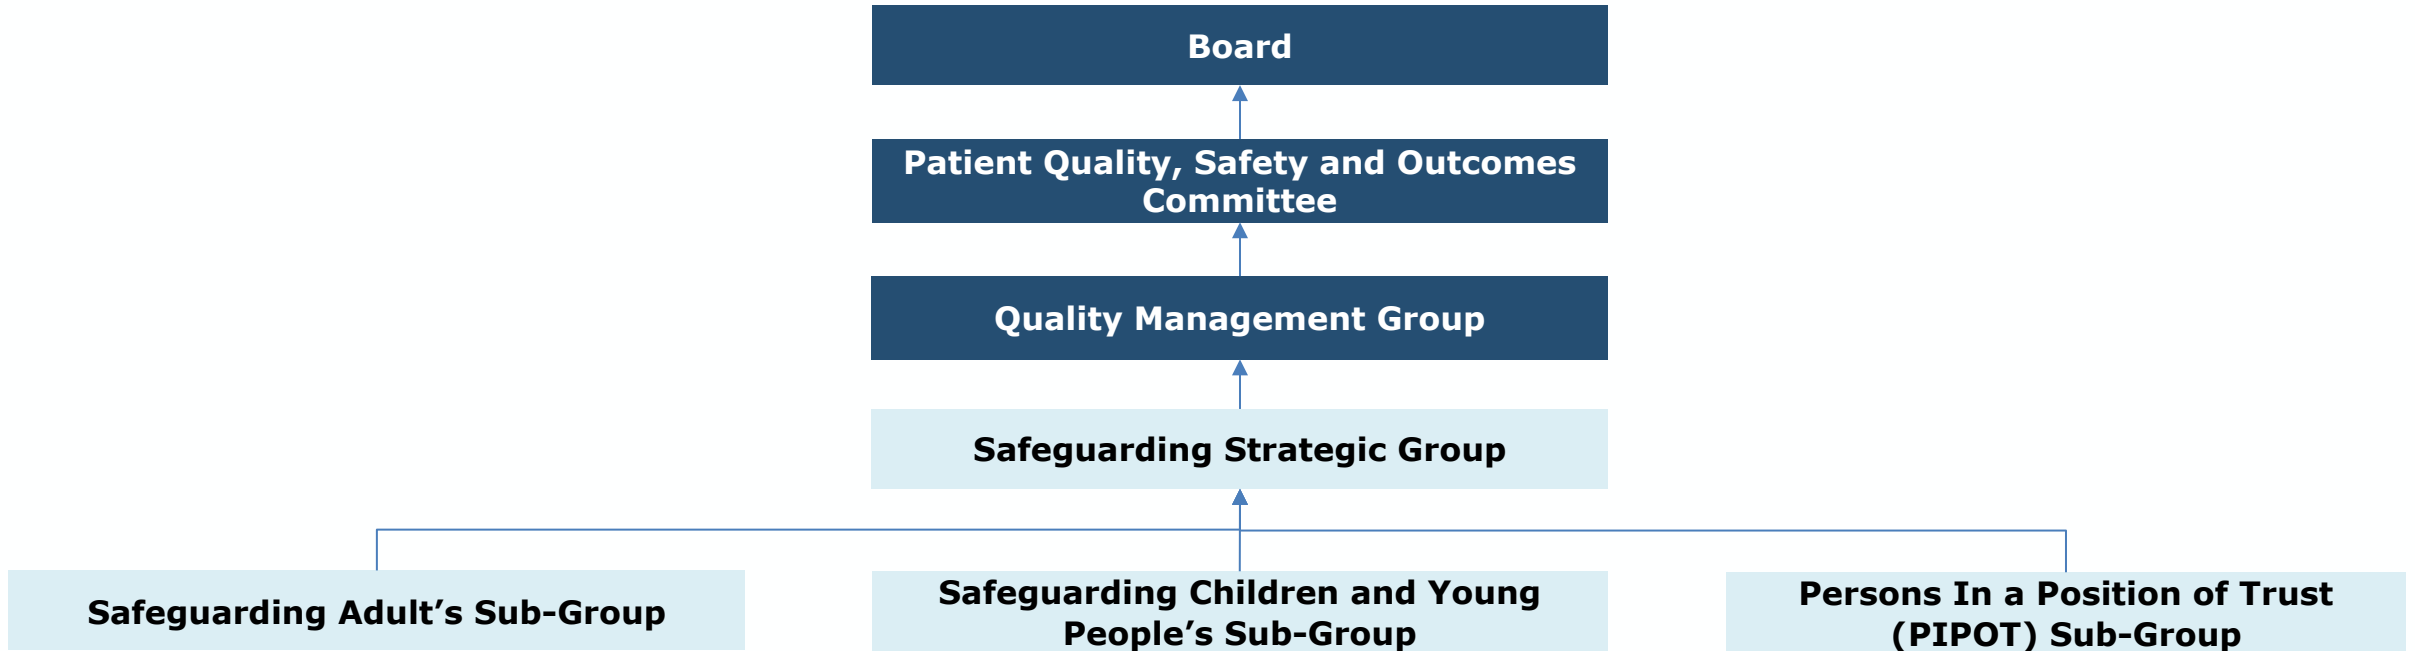 Board
Patient Quality, Safety and Outcomes
Committee
Quality Management Group
Safeguarding Strategic Group
Safeguarding Adult’s Sub-Group
Safeguarding Children and Young
People’s Sub-Group
Persons In a Position of Trust
(PIPOT) Sub-Group